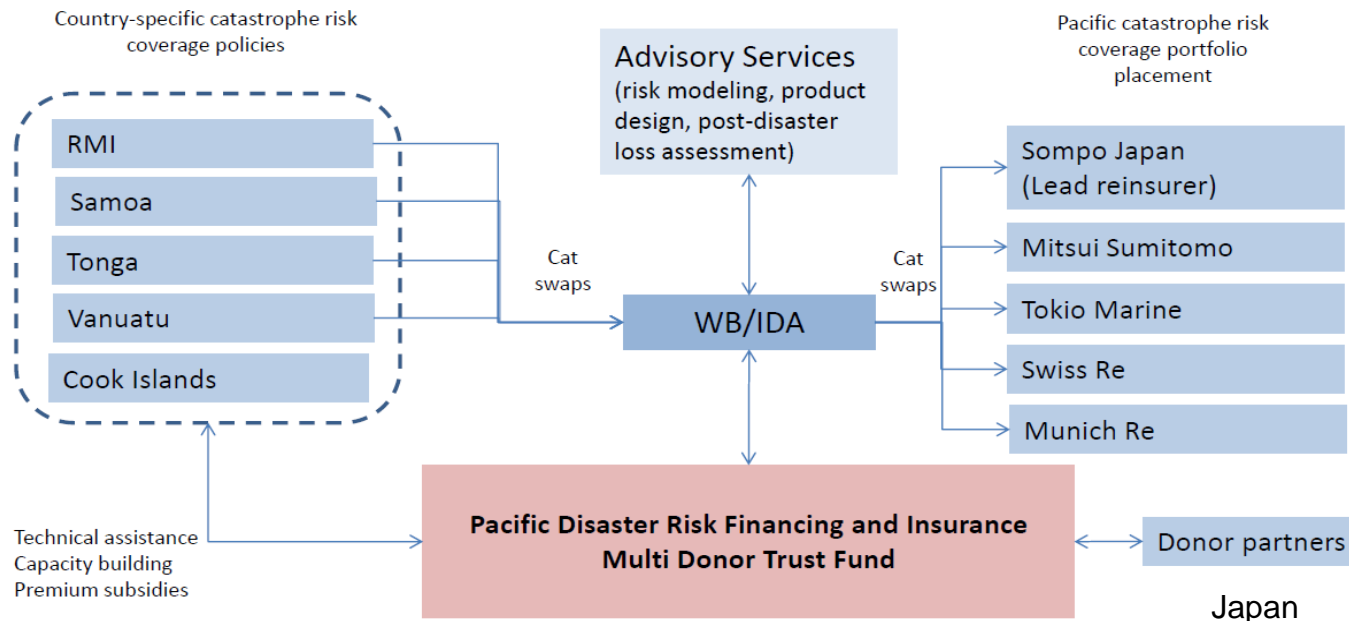 Country-specific catastrophe risk
coverage policies
RMI
Samoa
Tonga
Vanuatu
Cook Islands
Technical assistance
Capacity building
Premium subsidies
Cat
swaps
Advisory Services
(risk modeling, product
design, post-disaster
loss assessment)
WB/IDA
Cat
swaps
Pacific Disaster Risk Financing and Insurance
Multi Donor Trust Fund
Pacific catastrophe risk
coverage portfolio
placement
Sompo Japan
(Lead reinsurer)
Mitsui Sumitomo
Tokio Marine
Swiss Re
Munich Re
Donor partners
Japan